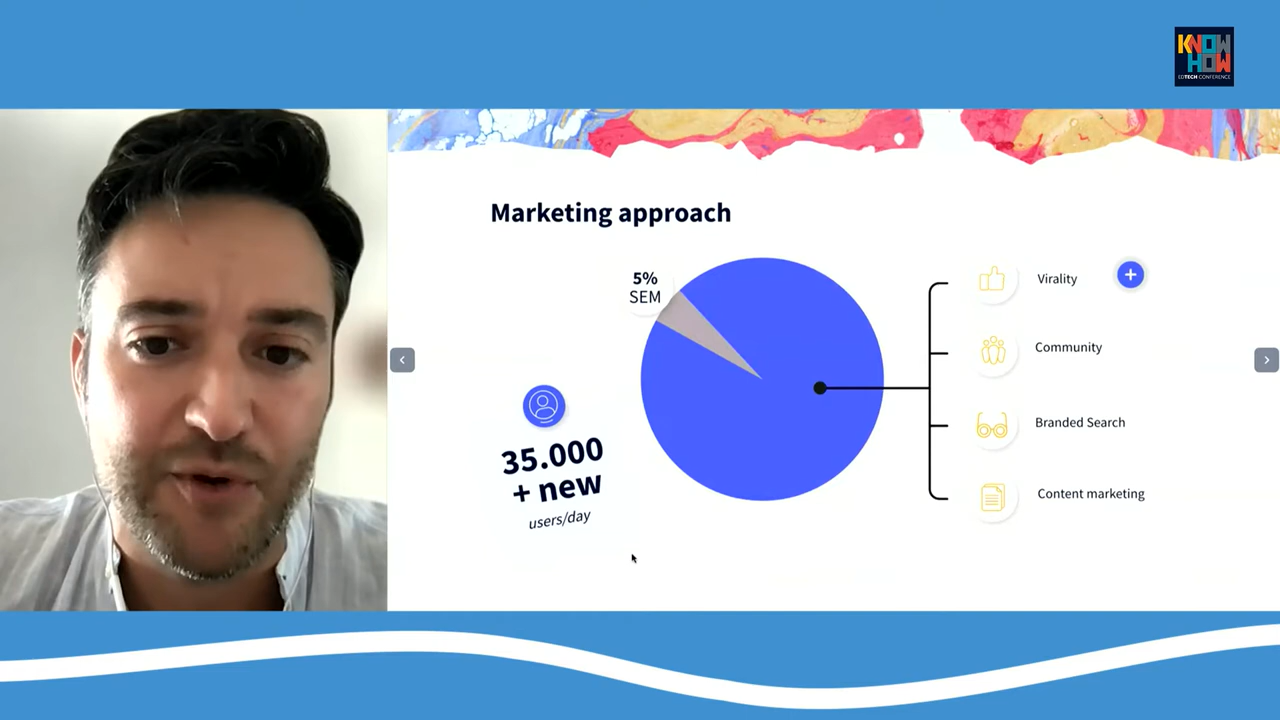 KNOW
HOW
EDTECH CONFERENCE
Marketing approach
5%
SEM
35.000
+ new
users/day
Virality
Community
Branded Search
Content marketing